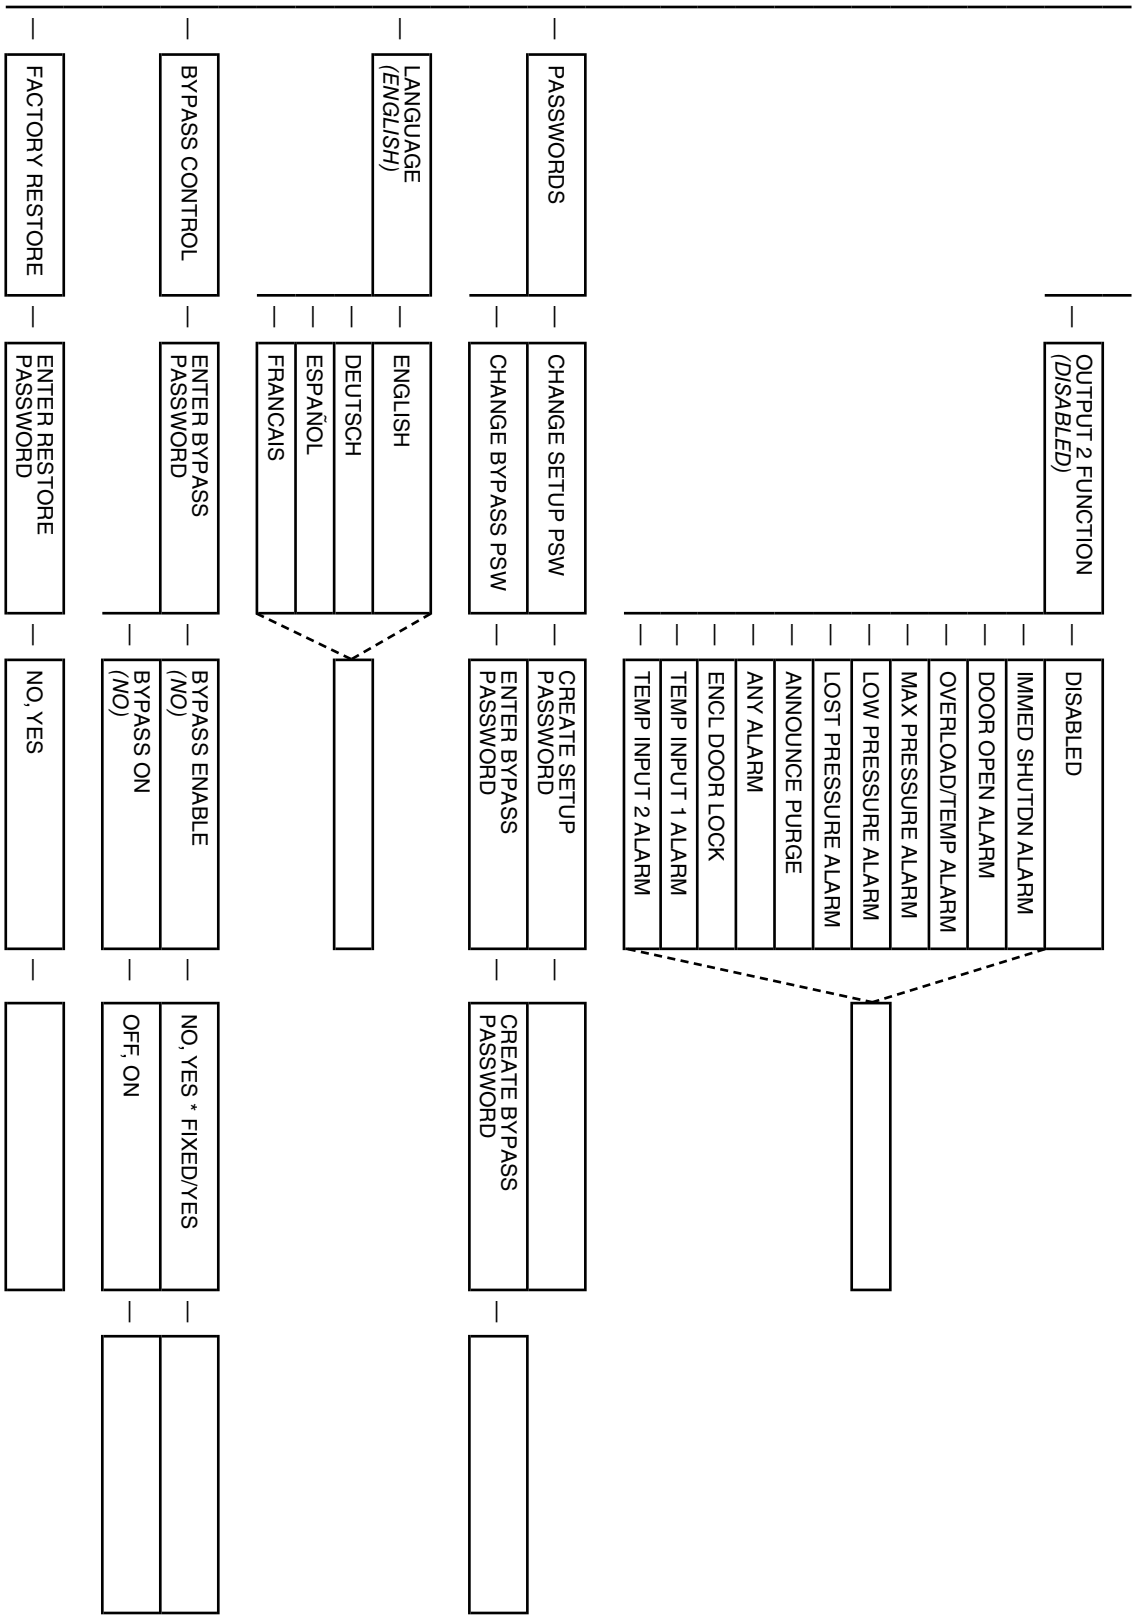 OUTPUT 2 FUNCTION
(DISABLED)
DISABLED
IMMED SHUTDN ALARM
DOOR OPEN ALARM
OVERLOAD/TEMP ALARM
MAX PRESSURE ALARM
LOW PRESSURE ALARM
LOST PRESSURE ALARM
ANNOUNCE PURGE
ANY ALARM
ENCL DOOR LOCK
TEMP INPUT 1 ALARM
TEMP INPUT 2 ALARM
PASSWORDS
CHANGE SETUP PSW
CREATE SETUP
PASSWORD
CHANGE BYPASS PSW
ENTER BYPASS
PASSWORD
CREATE BYPASS
PASSWORD
LANGUAGE
(ENGLISH)
ENGLISH
DEUTSCH
ESPAÑOL
FRANCAIS
BYPASS CONTROL
ENTER BYPASS
PASSWORD
BYPASS ENABLE
(NO)
NO, YES * FIXED/YES
BYPASS ON
(NO)
OFF, ON
FACTORY RESTORE
ENTER RESTORE
PASSWORD
NO, YES